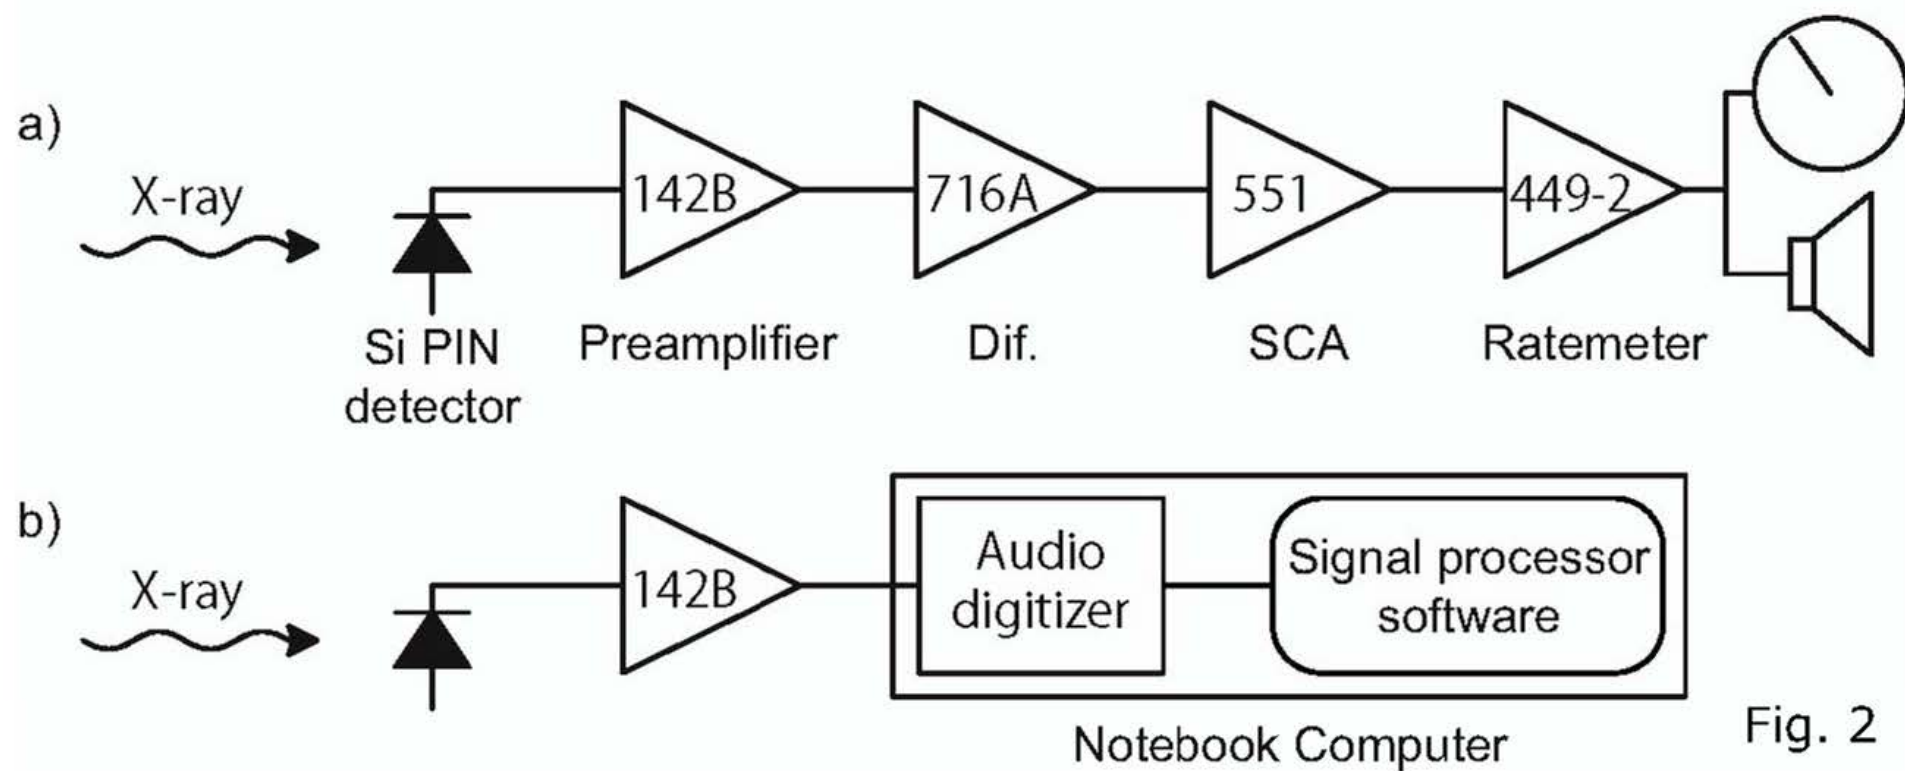 a)
X-ray
142B
716A
551
449-2
Si PIN
detector
Preamplifier
Dif.
SCA
Ratemeter
b)
X-ray
142B
Audio
digitizer
Signal processor
software
Notebook Computer
Fig. 2